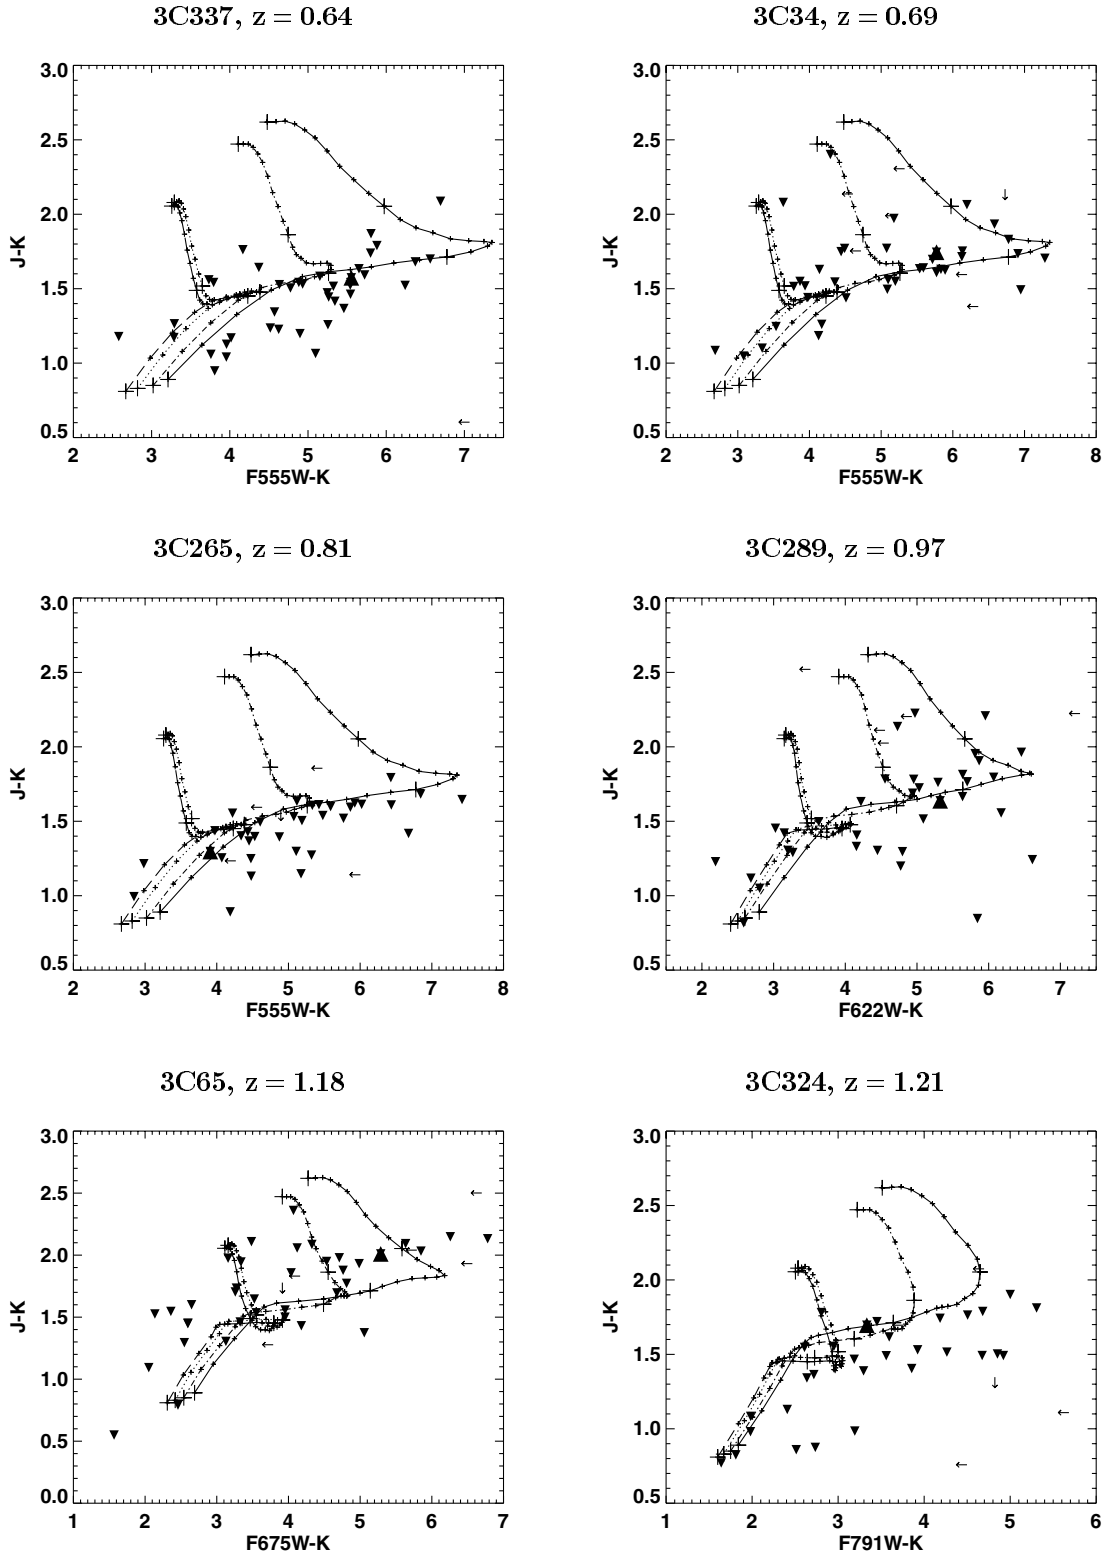 3C337, z = 0.64
3C34, z = 0.69
3.0
2.5
2.0
1.5
1.0
0.5
J-K
2 3 4 5 6 7
F555W-K
3.0
2.5
2.0
1.5
1.0
0.5
J-K
2 3 4 5 6 7 8
F555W-K
3C265, z = 0.81
3C289, z = 0.97
3.0
2.5
2.0
1.5
1.0
0.5
J-K
2 3 4 5 6 7 8
F555W-K
3.0
2.5
2.0
1.5
1.0
0.5
J-K
2 3 4 5 6 7
F622W-K
3C65, z = 1.18
3C324, z = 1.21
3.0
2.5
2.0
1.5
1.0
0.5
0.0
J-K
1 2 3 4 5 6 7
F675W-K
3.0
2.5
2.0
1.5
1.0
0.5
J-K
1 2 3 4 5 6
F791W-K